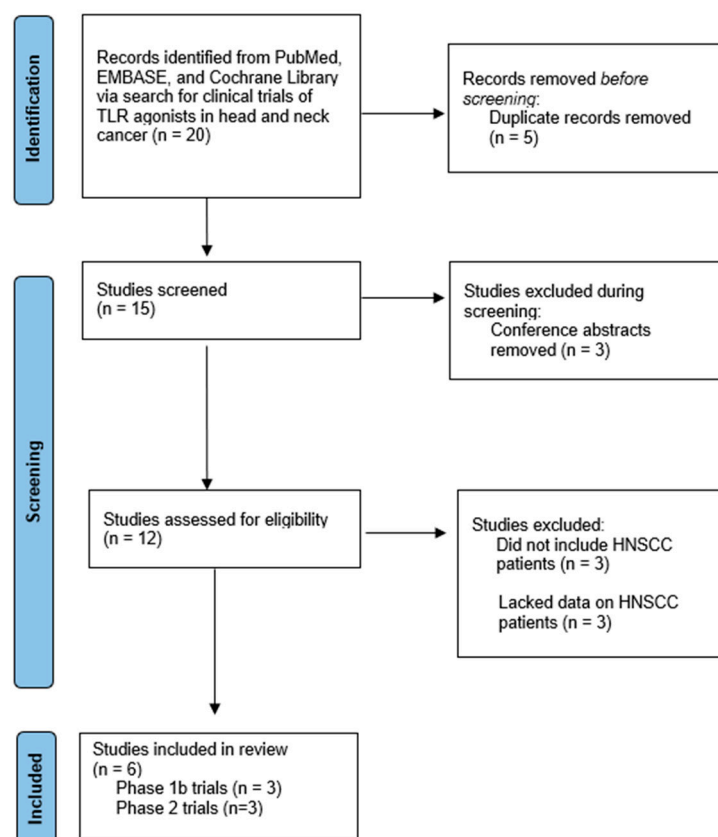 Identification
Records identified from PubMed,
EMBASE, and Cochrane Library
via search for clinical trials of
TLR agonists in head and neck
cancer (n = 20)
Records removed before
screening:
Duplicate records removed
(n = 5)
Screening
Studies screened
(n = 15)
Studies excluded during
screening:
Conference abstracts
removed (n = 3)
Studies assessed for eligibility
(n = 12)
Studies excluded:
Did not include HNSCC
patients (n = 3)
Lacked data on HNSCC
patients (n = 3)
Included
Studies included in review
(n = 6)
Phase 1b trials (n = 3)
Phase 2 trials (n=3)